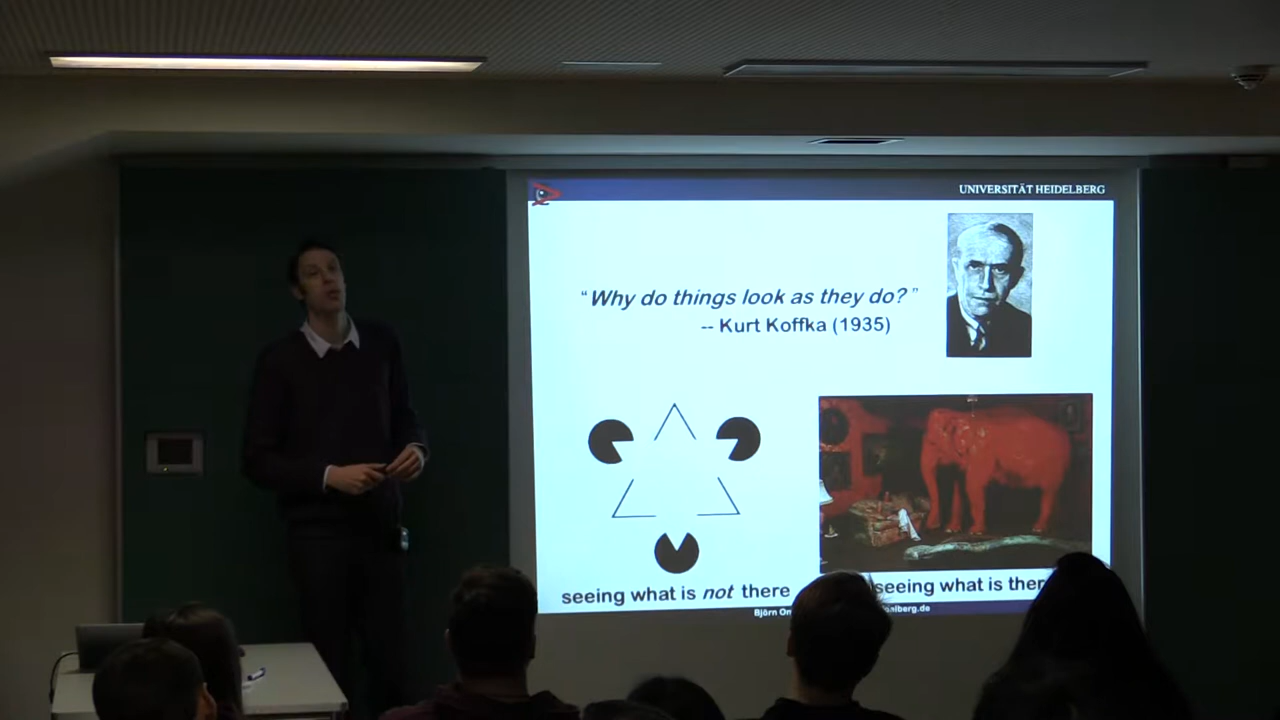 UNIVERSITÄT HEIDELBERG
“Why do things look as they do? ”
-- Kurt Koffka (1935)
seeing what is not there
seeing what is
Björn